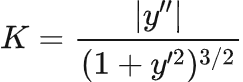 K = |y″| / (1 + y′²)^{3/2}